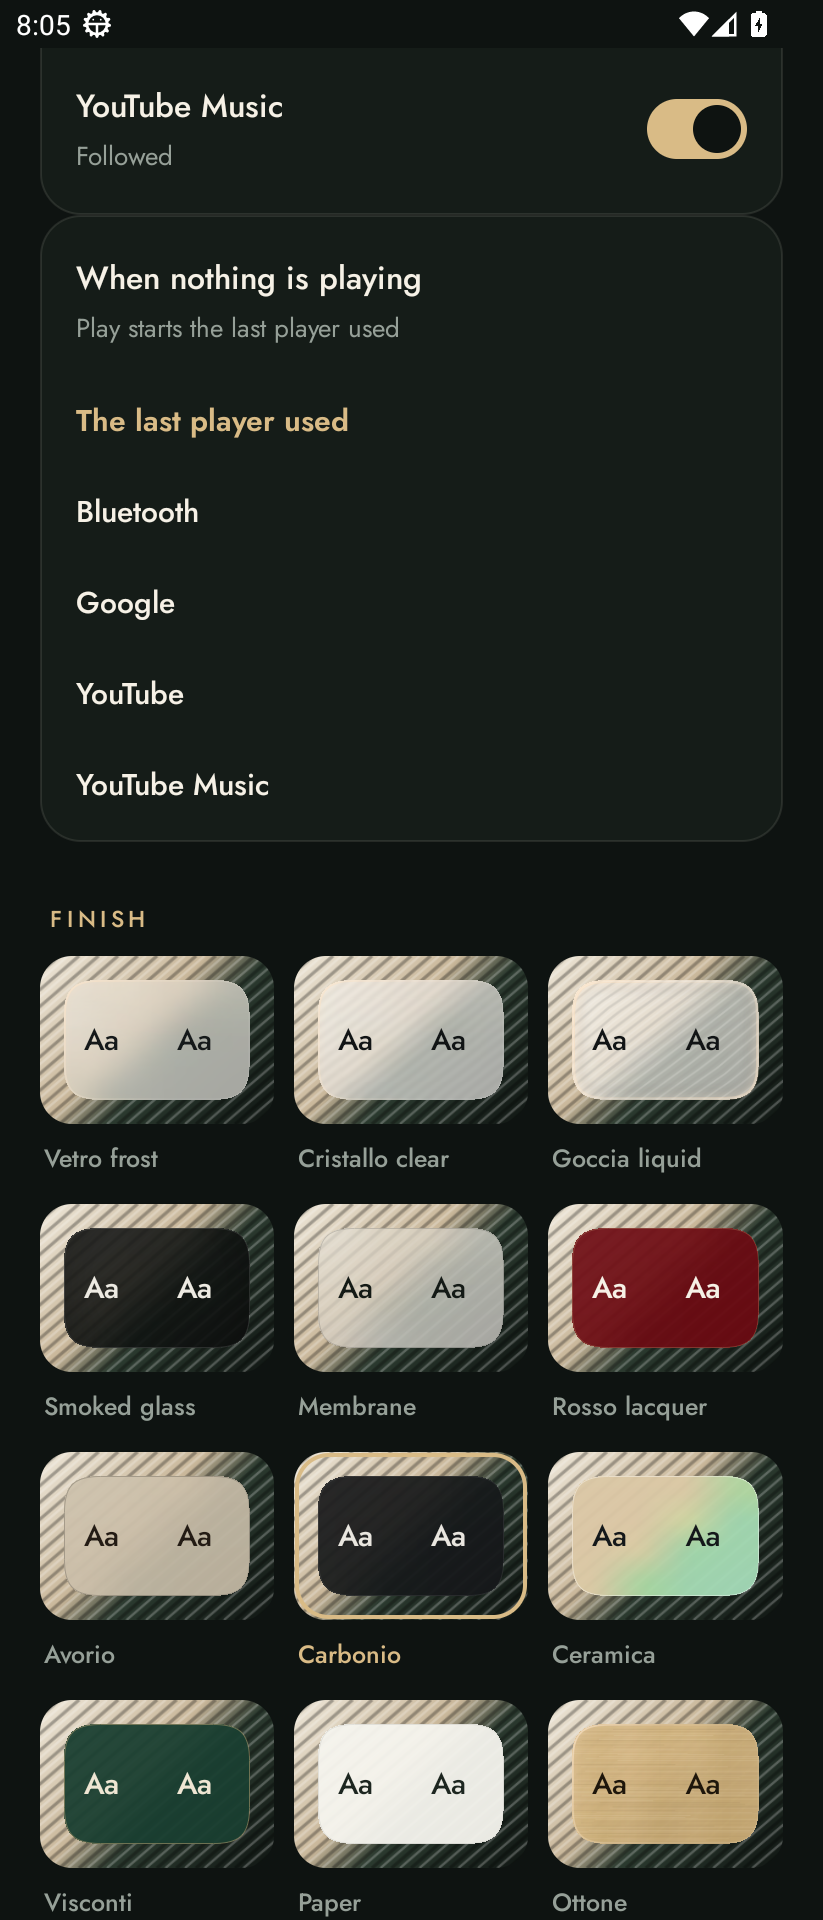 8:05
YouTube Music
Followed
When nothing is playing
Play starts the last player used
The last player used
Bluetooth
Google
YouTube
YouTube Music
FINISH
Aa Aa
Aa Aa
Aa Aa
Vetro frost
Cristallo clear
Goccia liquid
Aa Aa
Aa Aa
Aa Aa
Smoked glass
Membrane
Rosso lacquer
Aa Aa
Aa Aa
Aa Aa
Avorio
Carbonio
Ceramica
Aa Aa
Aa Aa
Aa Aa
Visconti
Paper
Ottone